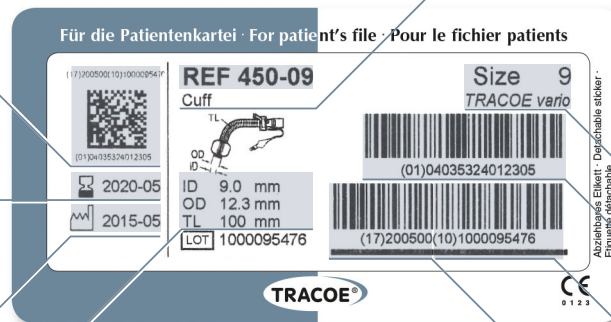 Für die Patientenkartei · For patient's file · Pour le fichier patients
(17)200500(10)1000095476
(01)04035324012305
2020-05
2015-05
REF 450-09
Cuff
TL
OD
ID
ID 9.0 mm
OD 12.3 mm
TL 100 mm
LOT 1000095476
Size 9
TRACOE vario
(01)04035324012305
(17)200500(10)1000095476
Abziehbares Etikett · Detachable sticker ·
Etiquette détachable
TRACOE®
CE
0123